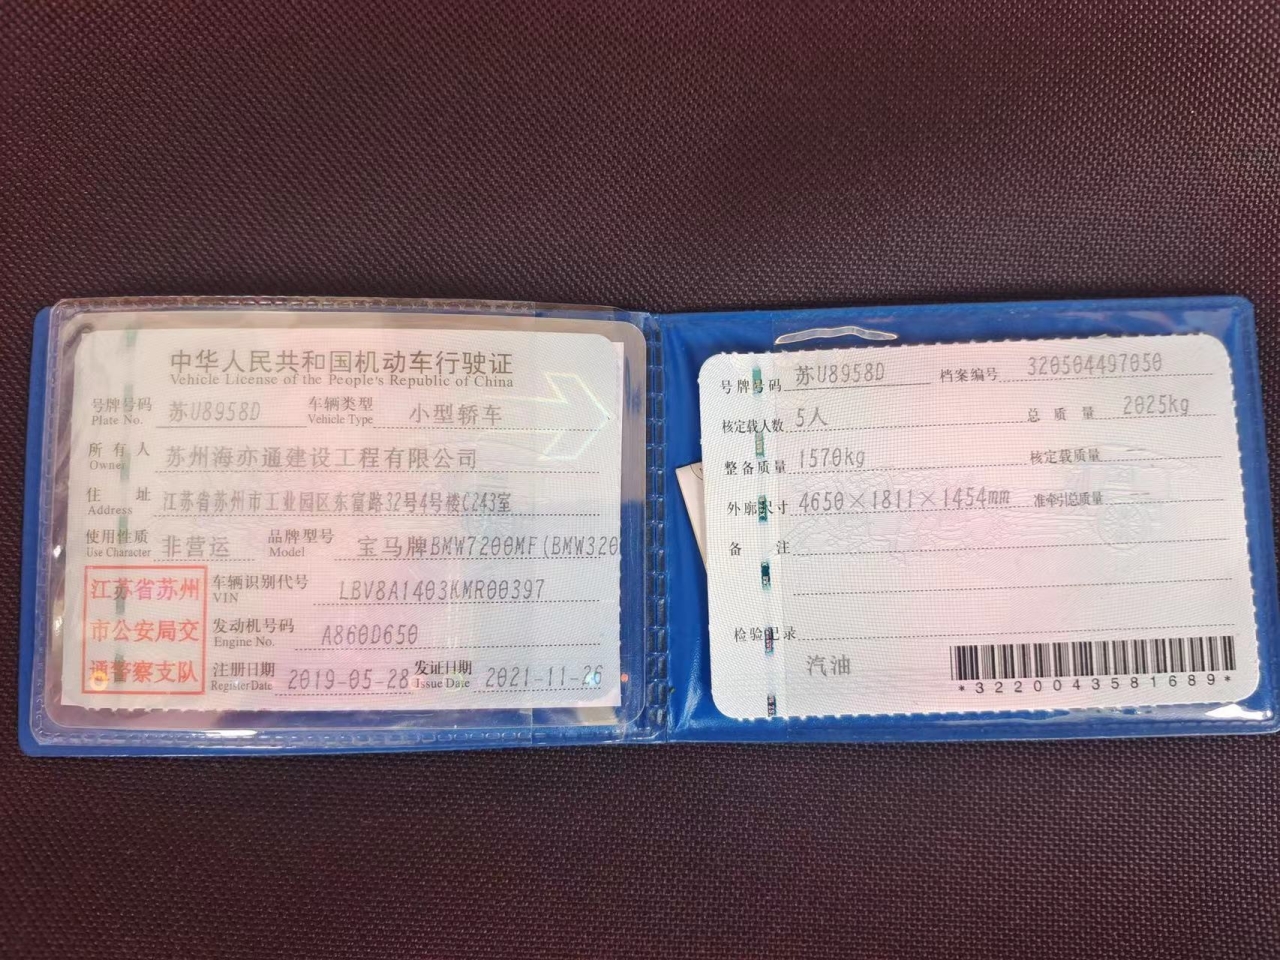 中华人民共和国机动车行驶证
Vehicle License of the People's Republic of China
号牌号码 苏U8958D 车辆类型 小型轿车
Plate No. Vehicle Type
所有人 苏州海亦通建设工程有限公司
Owner
住址 江苏省苏州市工业园区东富路32号4号楼C243室
Address
使用性质 非营运 品牌型号 宝马牌BMW7200MF(BMW320
Use Character Model
江苏省苏州
市公安局交
通警察支队
车辆识别代号 LBV8A1403KMR00397
VIN
发动机号码 A860D650
Engine No.
注册日期 2019-05-28 发证日期 2021-11-26
Register Date Issue Date
号牌号码 苏U8958D 档案编号 320504497050
核定载人数 5人 总质量 2025kg
整备质量 1570kg 核定载质量 --
外廓尺寸 4650×1811×1454mm 准牵引总质量 --
备注
检验记录
汽油
*3220043581689*